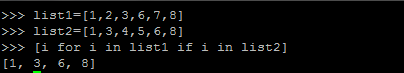 >>> list1=[1,2,3,6,7,8]
>>> list2=[1,3,4,5,6,8]
>>> [i for i in list1 if i in list2]
[1, 3, 6, 8]